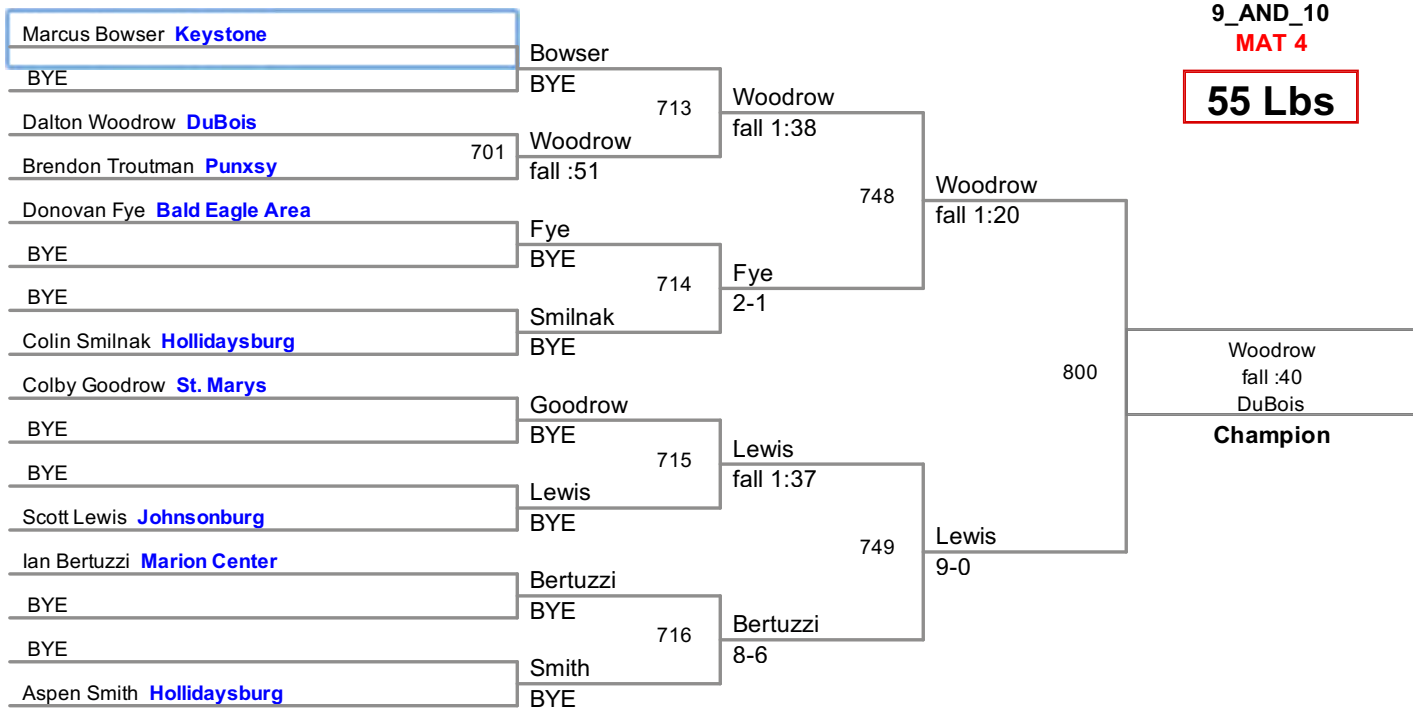 9_AND_10
MAT 4
55 Lbs
Marcus Bowser Keystone
BYE
Dalton Woodrow DuBois
Brendon Troutman Punxsy
Donovan Fye Bald Eagle Area
BYE
BYE
Colin Smilnak Hollidaysburg
Colby Goodrow St. Marys
BYE
BYE
Scott Lewis Johnsonburg
Ian Bertuzzi Marion Center
BYE
BYE
Aspen Smith Hollidaysburg
701
Bowser
BYE
Woodrow
fall :51
Fye
BYE
Smilnak
BYE
Goodrow
BYE
Lewis
BYE
Bertuzzi
BYE
Smith
BYE
713
714
715
716
Woodrow
fall 1:38
Fye
2-1
Lewis
fall 1:37
Bertuzzi
8-6
748
749
Woodrow
fall 1:20
Lewis
9-0
800
Woodrow
fall :40
DuBois
Champion